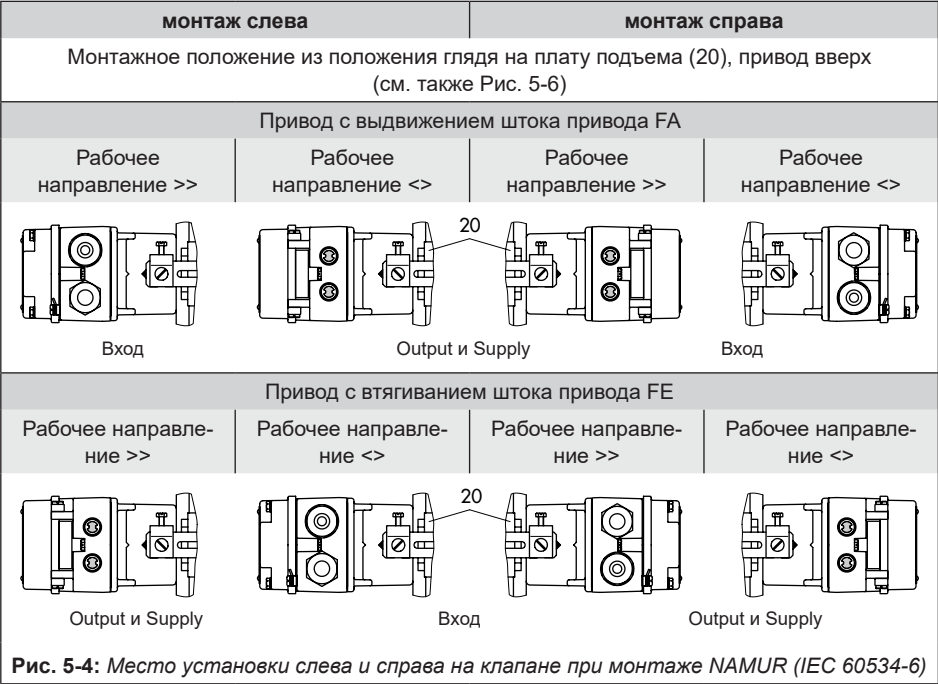 монтаж слева
монтаж справа
Монтажное положение из положения глядя на плату подъема (20), привод вверх
(см. также Рис. 5-6)
Привод с выдвижением штока привода FA
Рабочее
направление >>
Рабочее
направление <>
Рабочее
направление >>
Рабочее
направление <>
20
Вход
Output и Supply
Вход
Привод с втягиванием штока привода FE
Рабочее направле-
ние >>
Рабочее направле-
ние <>
Рабочее направле-
ние >>
Рабочее направле-
ние <>
20
Output и Supply
Вход
Output и Supply
Рис. 5-4: Место установки слева и справа на клапане при монтаже NAMUR (IEC 60534-6)